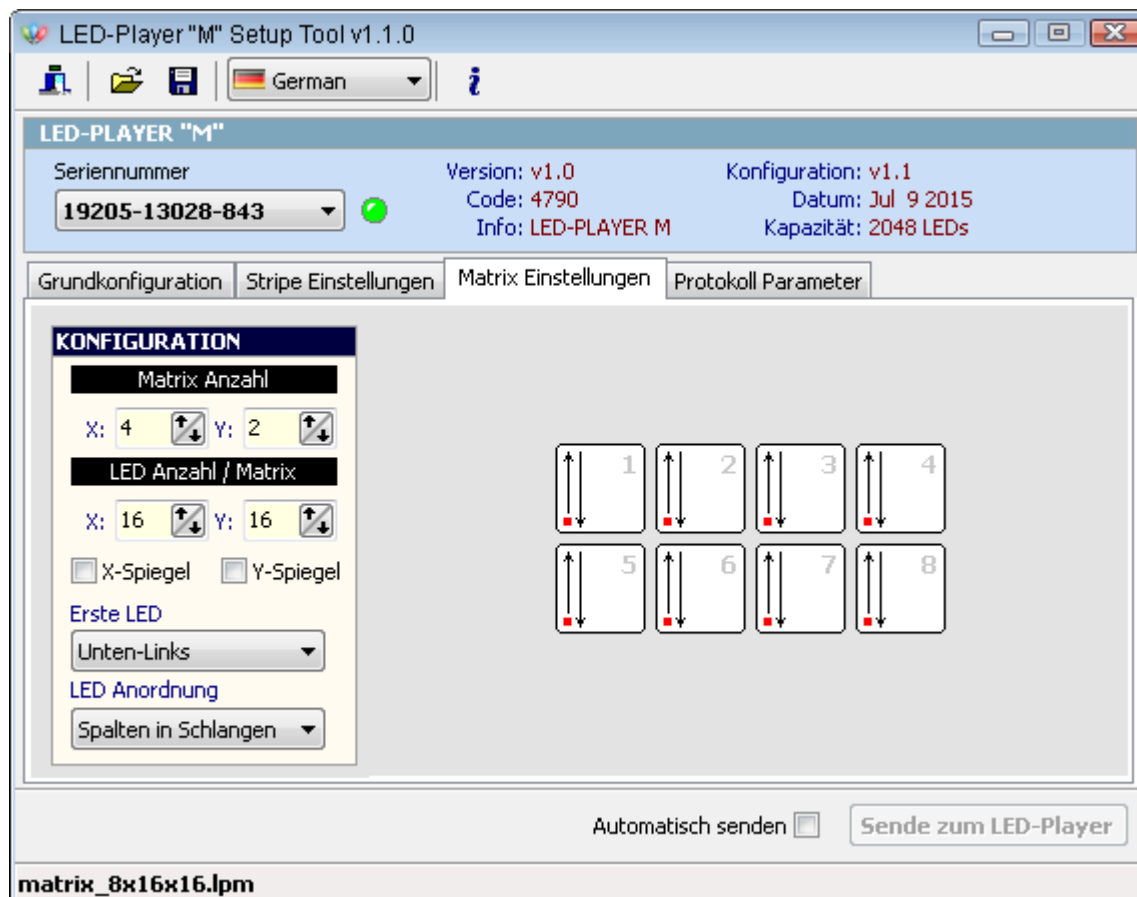 LED-Player "M" Setup Tool v1.1.0
German
LED-PLAYER "M"
Seriennummer
19205-13028-843
Version: v1.0
Code: 4790
Info: LED-PLAYER M
Konfiguration: v1.1
Datum: Jul 9 2015
Kapazität: 2048 LEDs
Grundkonfiguration Stripe Einstellungen Matrix Einstellungen Protokoll Parameter
KONFIGURATION
Matrix Anzahl
X: 4 Y: 2
LED Anzahl / Matrix
X: 16 Y: 16
X-Spiegel Y-Spiegel
Erste LED
Unten-Links
LED Anordnung
Spalten in Schlangen
1 2 3 4
5 6 7 8
Automatisch senden Sende zum LED-Player
matrix_8x16x16.lpm